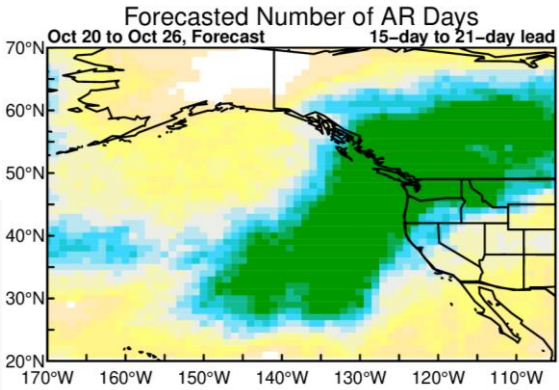 Forecasted Number of AR Days
Oct 20 to Oct 26, Forecast 15-day to 21-day lead
70°N
60°N
50°N
40°N
30°N
20°N
170°W 160°W 150°W 140°W 130°W 120°W 110°W